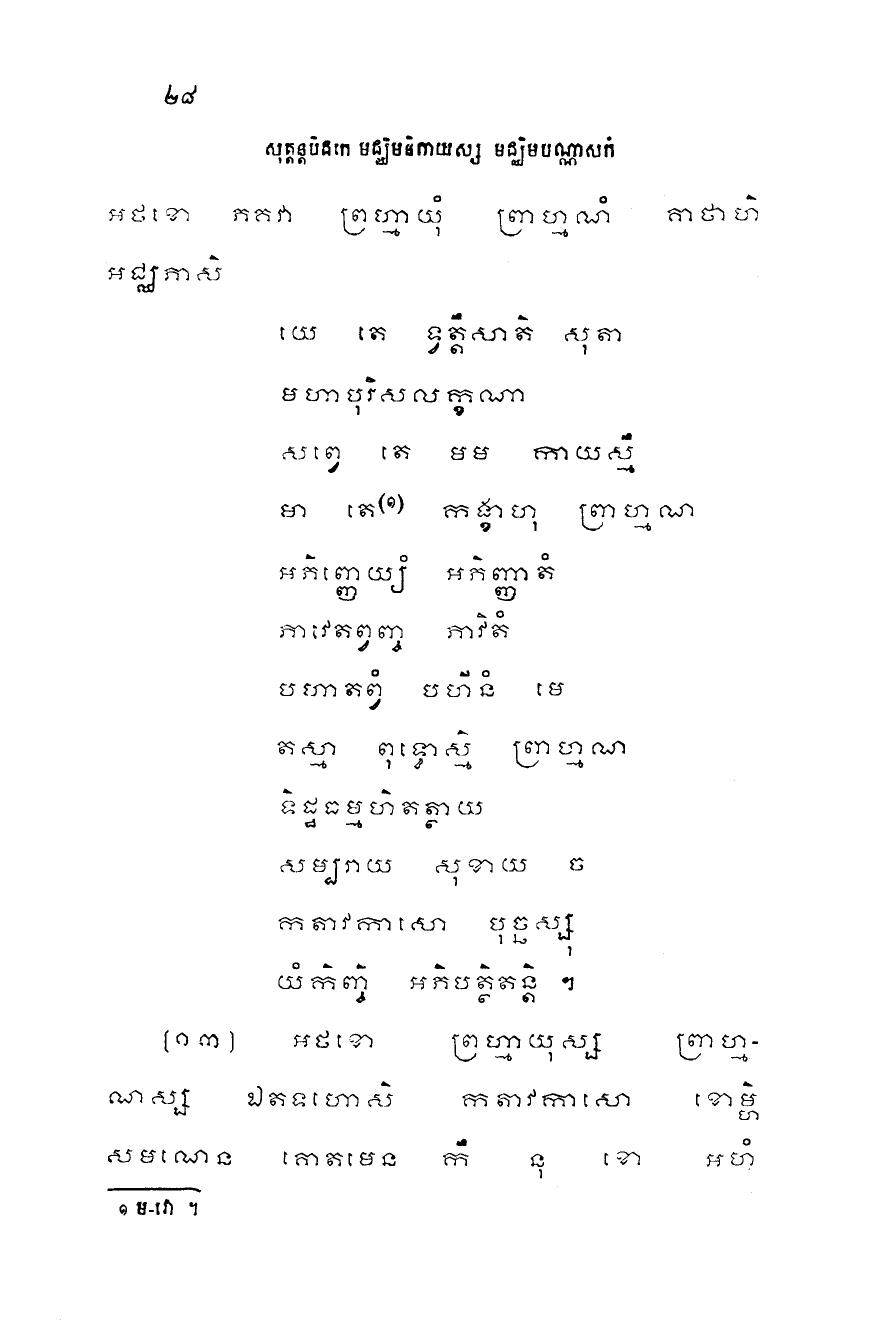 ២៨
សុត្តន្តបិដកេ មជ្ឈិមនិកាយស្ស មជ្ឈិមបណ្ណាសកំ
អថខោ ភគវា ព្រហ្មាយុំ ព្រាហ្មណំ គាថាហិ
អជ្ឈភាសិ
យេ តេ ទ្វត្តឹសាតិ សុតា
មហាបុរិសលក្ខណា
សព្វេ តេ មម កាយស្មឹ
មា តេ(១) កង្ខាហុ ព្រាហ្មណ
អភិញ្ញេយ្យំ អភិញ្ញាតំ
ភាវេតព្វញ្ច ភាវិតំ
បហាតព្វំ បហីនំ មេ
តស្មា ពុទ្ធោស្មិ ព្រាហ្មណ
ទិដ្ឋធម្មហិតត្ថាយ
សម្បរាយ សុខាយ ច
កតាវកាសោ បុច្ឆស្សុ
យំកិញ្ចិ អភិបត្ថិតន្តិ ។
[១៣] អថខោ ព្រហ្មាយុស្ស ព្រាហ្ម-
ណស្ស ឯតទហោសិ កតាវកាសោ ខោម្ហិ
សមណេន គោតមេន កឹ នុ ខោ អហំ
១ ម-វោ ។